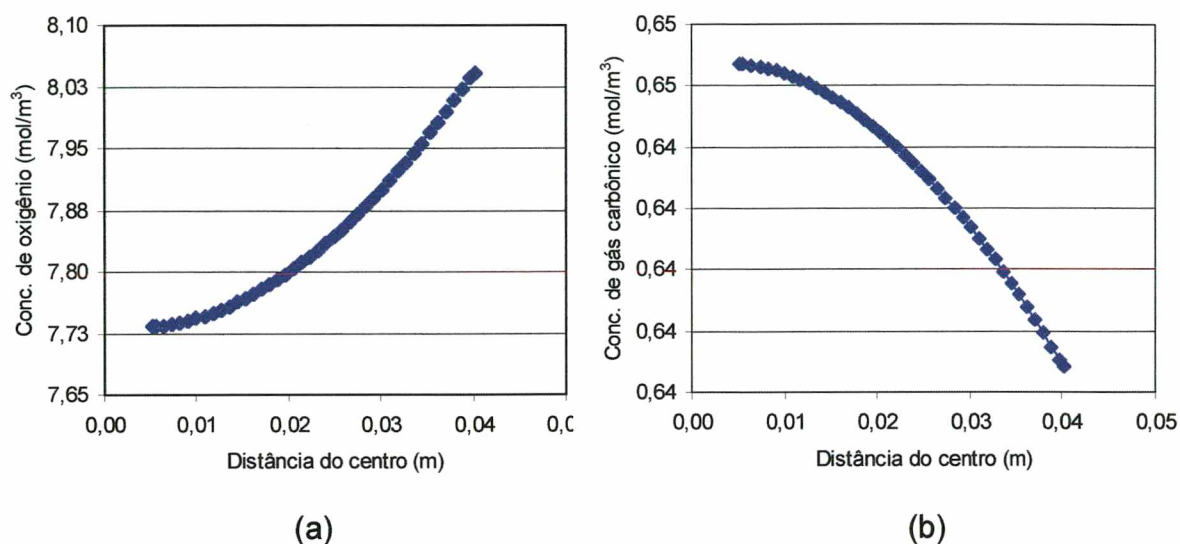 8,10
8,03
7,95
7,88
7,80
7,73
7,65
Conc. de oxigênio (mol/m³)
0,00 0,01 0,02 0,03 0,04
Distância do centro (m)
(a)
0,65
0,65
0,64
0,64
0,64
0,64
0,64
Conc. de gás carbônico (mol/m³)
0,00 0,01 0,02 0,03 0,04 0,05
Distância do centro (m)
(b)